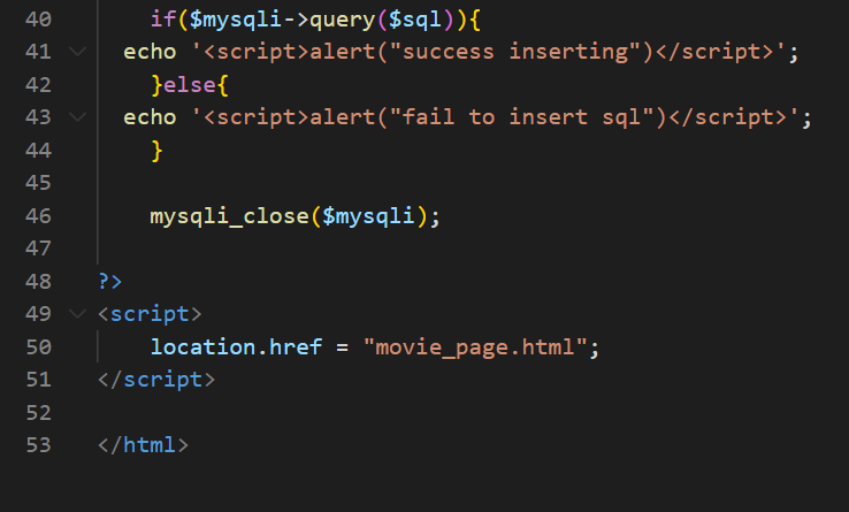 40 if($mysqli->query($sql)){
41 echo '<script>alert("success inserting")</script>';
42 }else{
43 echo '<script>alert("fail to insert sql")</script>';
44 }
45
46 mysqli_close($mysqli);
47
48 ?>
49 <script>
50 location.href = "movie_page.html";
51 </script>
52
53 </html>